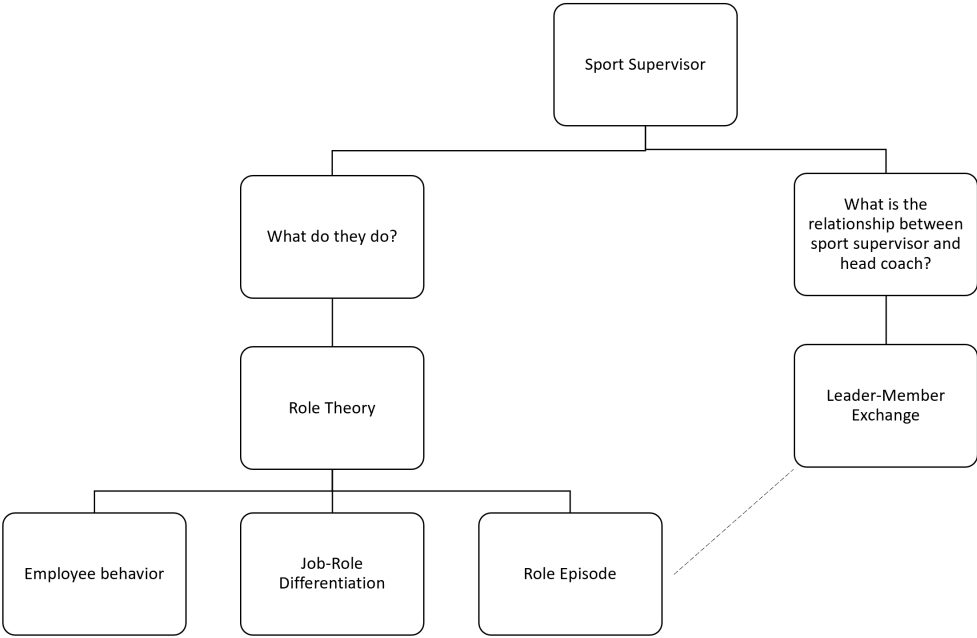 Sport Supervisor
What do they do?
What is the
relationship between
sport supervisor and
head coach?
Role Theory
Leader-Member
Exchange
Employee behavior
Job-Role
Differentiation
Role Episode